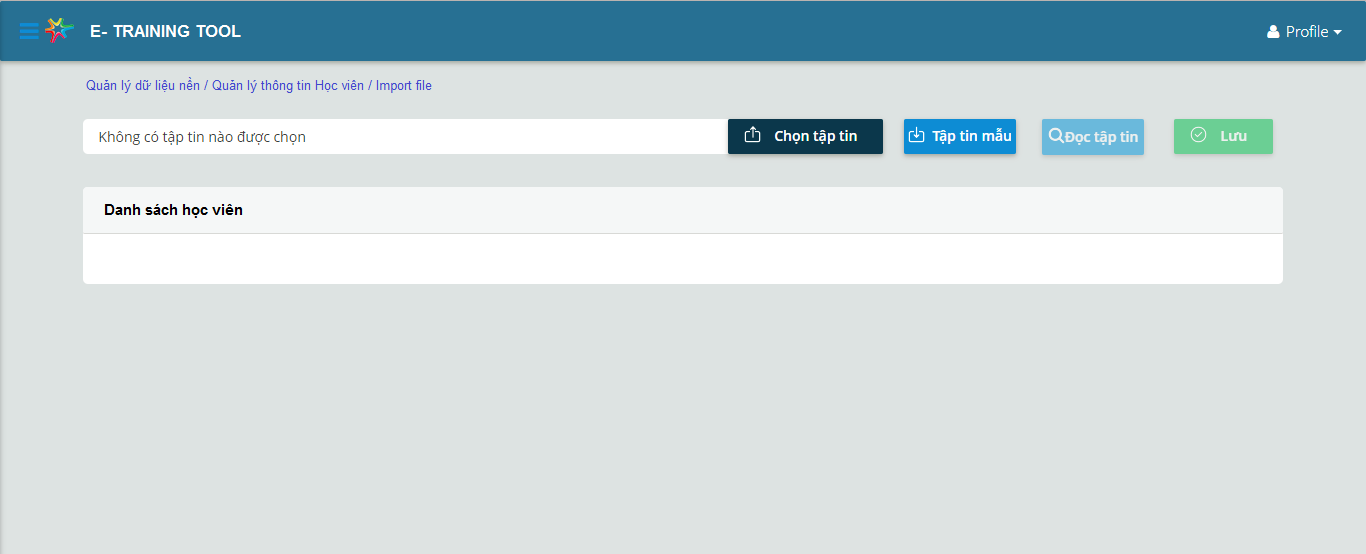 E- TRAINING TOOL
Profile
Quản lý dữ liệu nền / Quản lý thông tin Học viên / Import file
Không có tập tin nào được chọn
Chọn tập tin
Tập tin mẫu
Đọc tập tin
Lưu
Danh sách học viên